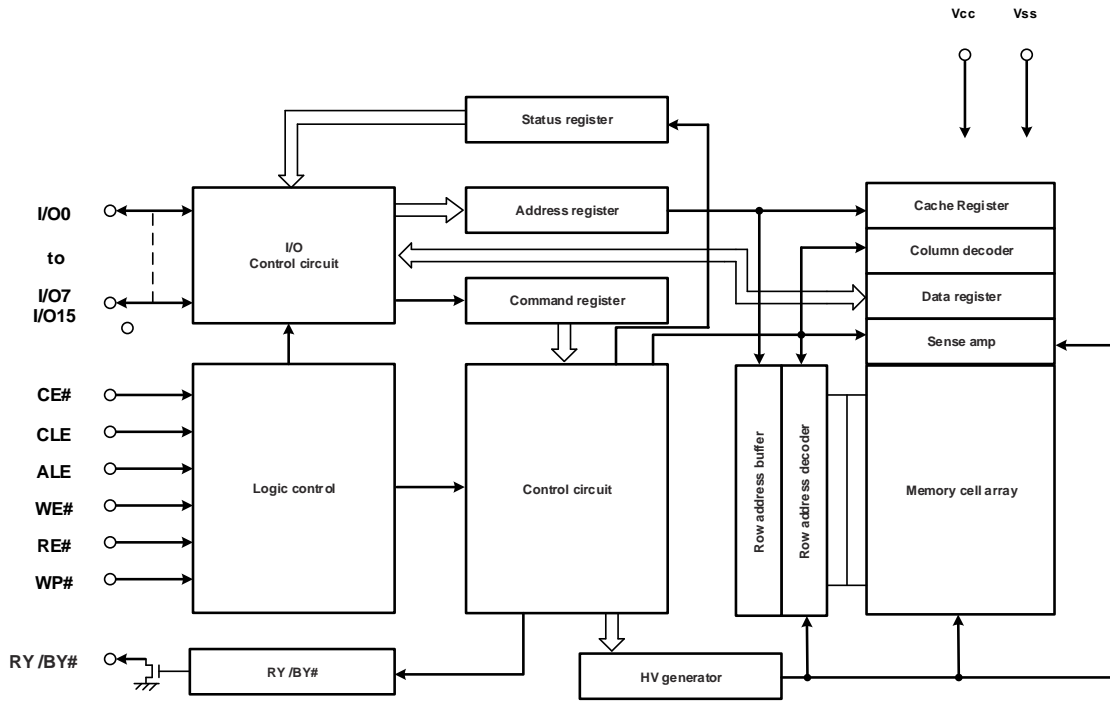 Vcc
Vss
Status register
I/O0
to
I/O7
I/O15
I/O
Control circuit
Address register
Command register
Cache Register
Column decoder
Data register
Sense amp
CE#
CLE
ALE
WE#
RE#
WP#
Logic control
Control circuit
Row address buffer
Row address decoder
Memory cell array
RY /BY#
RY /BY#
HV generator